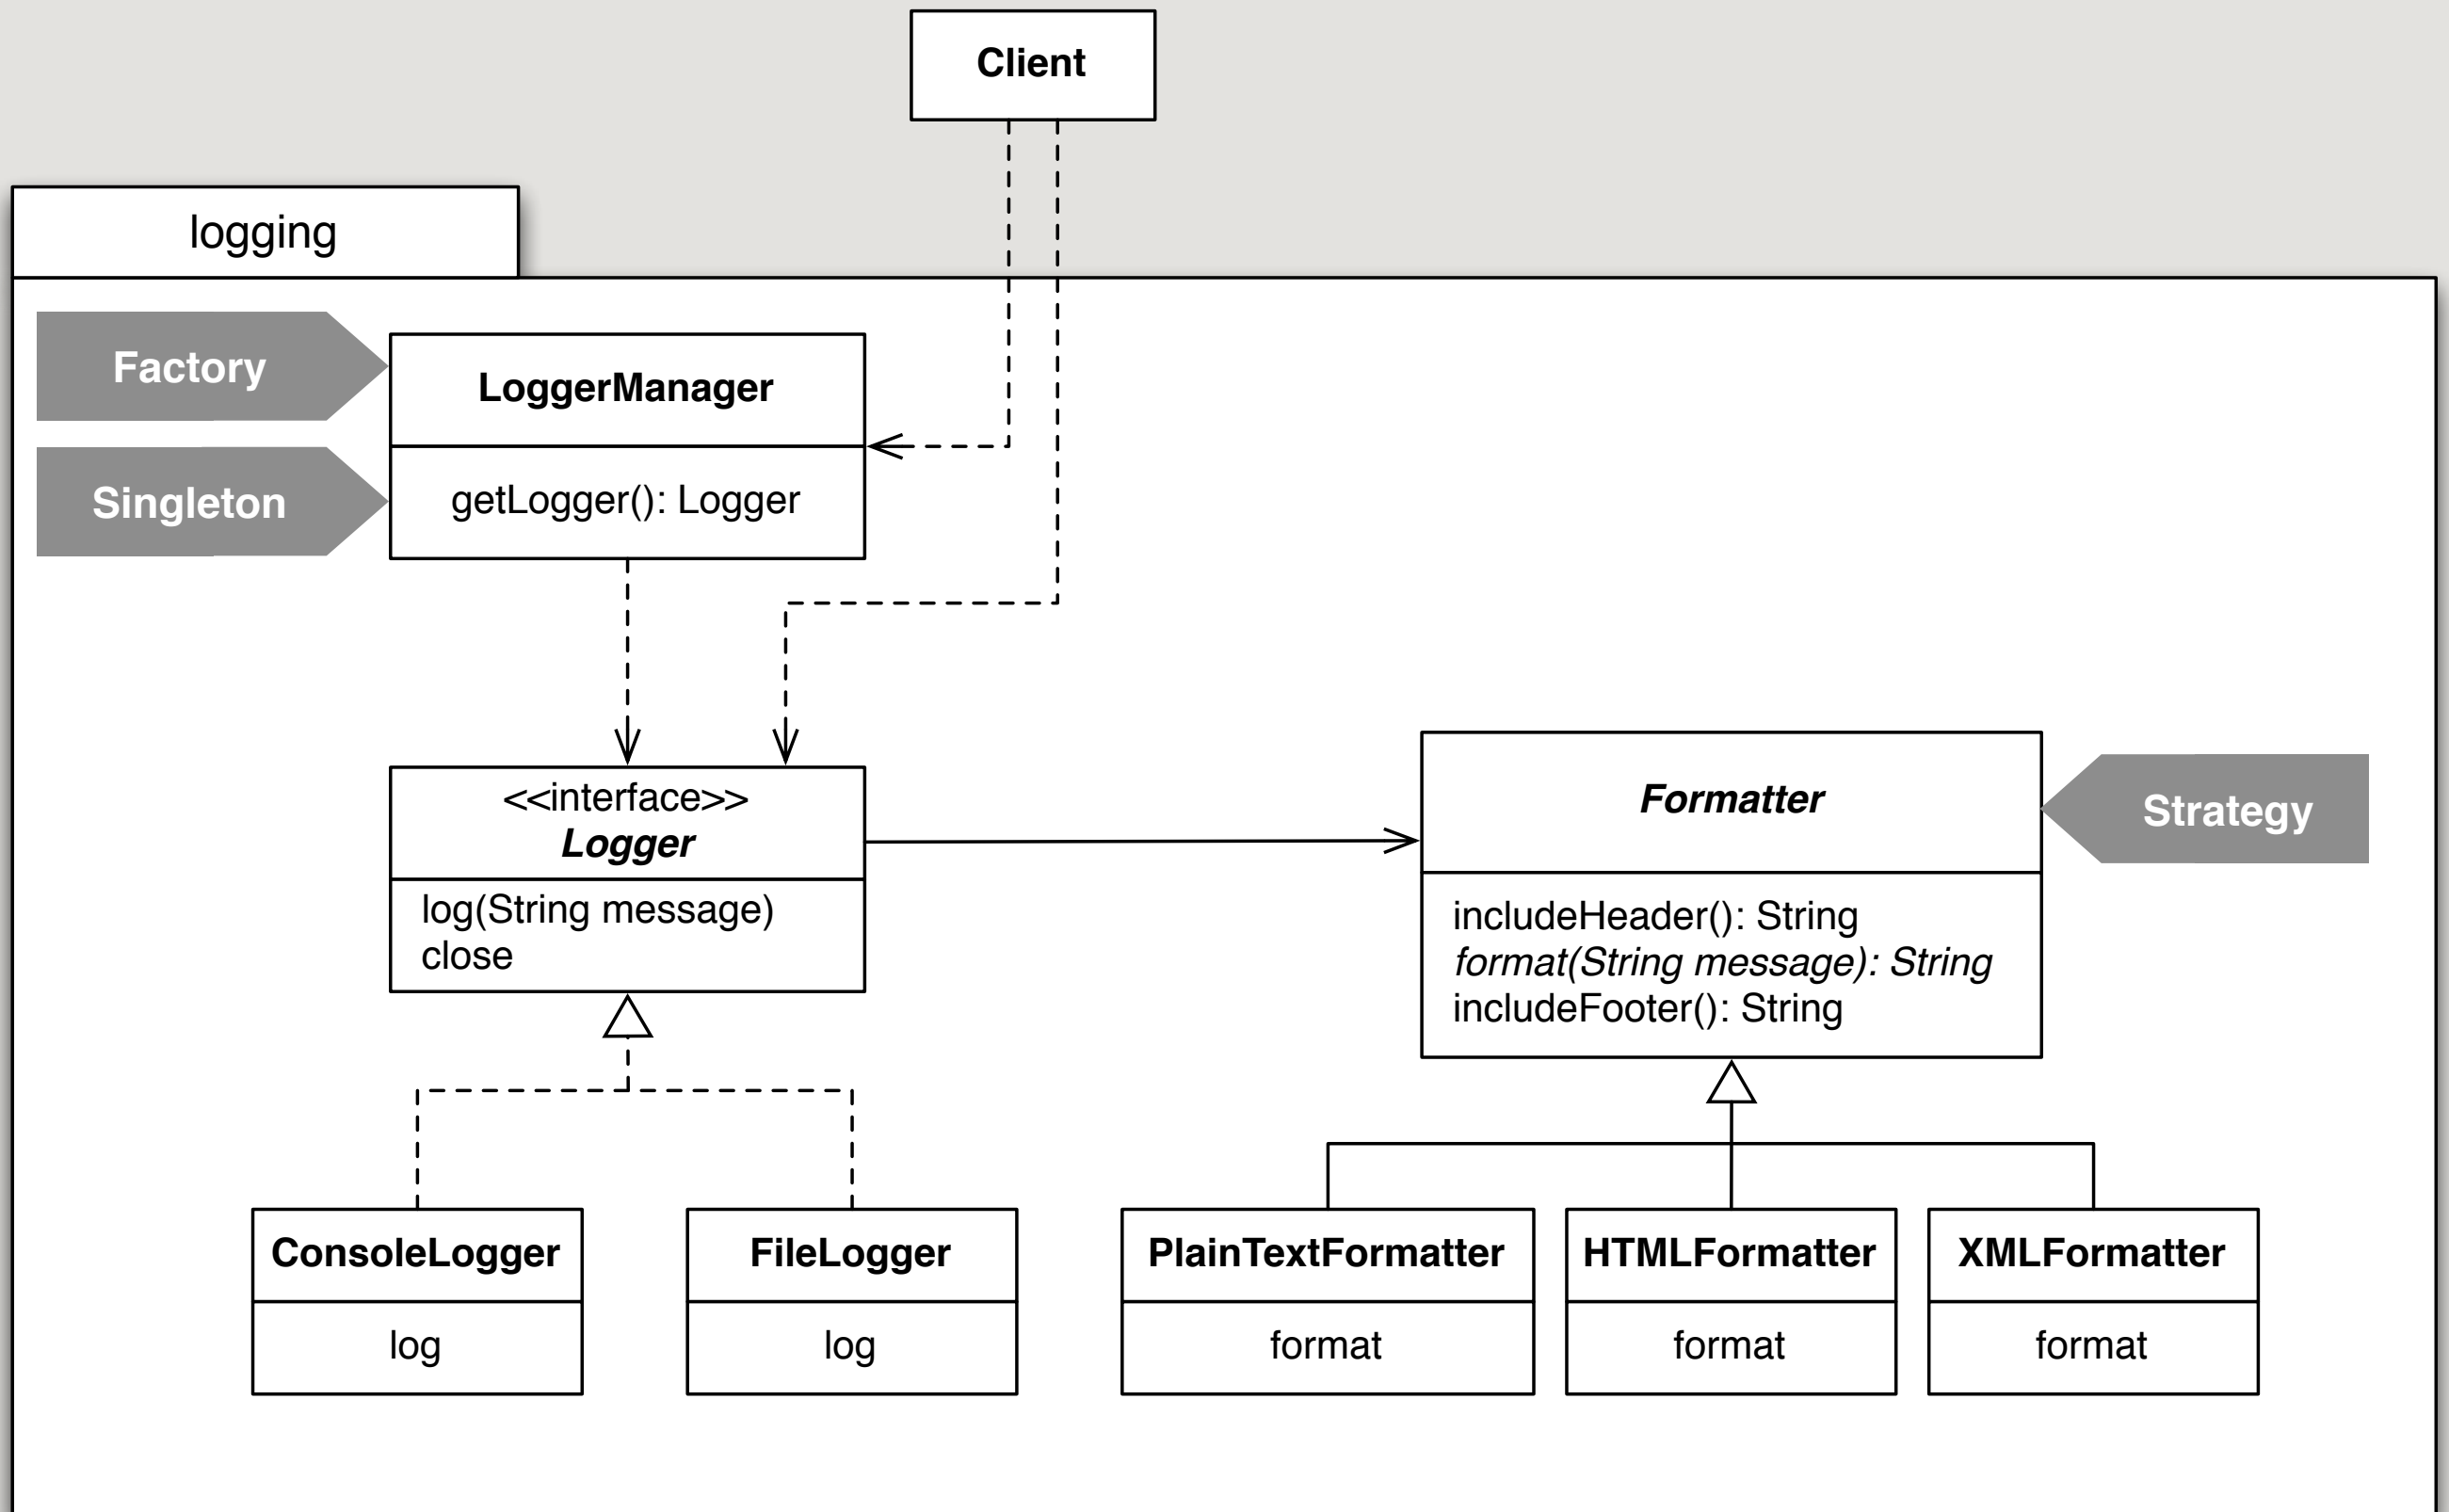 Client
logging
Factory
LoggerManager
Singleton
getLogger(): Logger
<<interface>>
Logger
log(String message)
close
Formatter
Strategy
includeHeader(): String
format(String message): String
includeFooter(): String
ConsoleLogger
log
FileLogger
log
PlainTextFormatter
format
HTMLFormatter
format
XMLFormatter
format